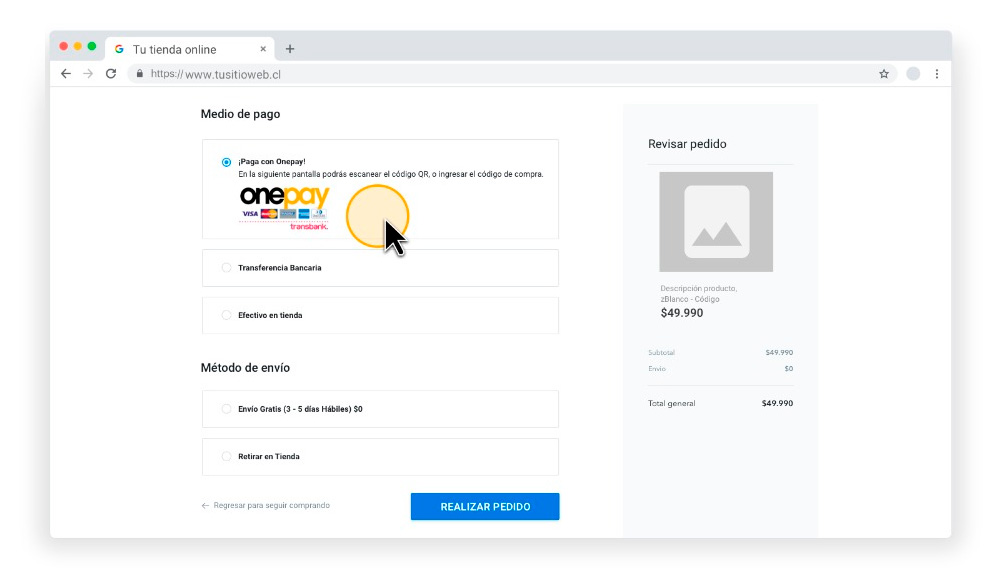 Tu tienda online
https://www.tusitioweb.cl
Medio de pago
¡Paga con Onepay!
En la siguiente pantalla podrás escanear el código QR, o ingresar el código de compra.
onepay
VISA
transbank.
Transferencia Bancaria
Efectivo en tienda
Método de envío
Envío Gratis (3 - 5 días Hábiles) $0
Retirar en Tienda
← Regresar para seguir comprando
REALIZAR PEDIDO
Revisar pedido
Descripción producto,
zBlanco - Código
$49.990
Subtotal $49.990
Envío $0
Total general $49.990